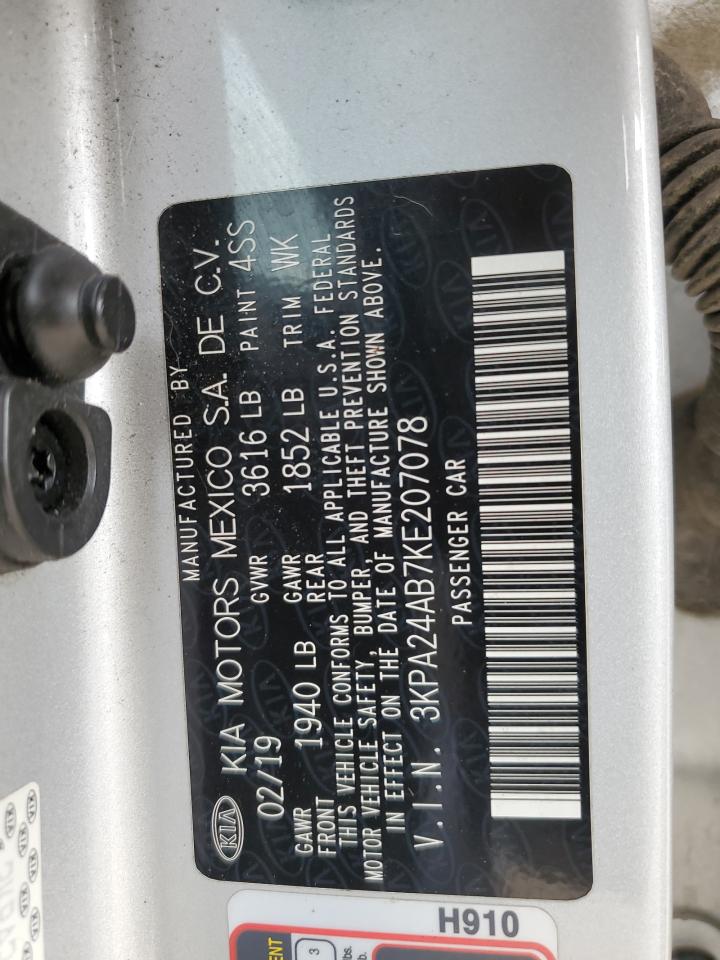 MANUFACTURED BY
KIA KIA MOTORS MEXICO S.A. DE C.V.
02/19 GVWR 3616 LB PAINT 4SS
GAWR FRONT 1940 LB GAWR REAR 1852 LB TRIM WK
THIS VEHICLE CONFORMS TO ALL APPLICABLE U.S.A. FEDERAL
MOTOR VEHICLE SAFETY, BUMPER, AND THEFT PREVENTION STANDARDS
IN EFFECT ON THE DATE OF MANUFACTURE SHOWN ABOVE.
V.I.N. 3KPA24AB7KE207078
PASSENGER CAR
H910
3
lbs.